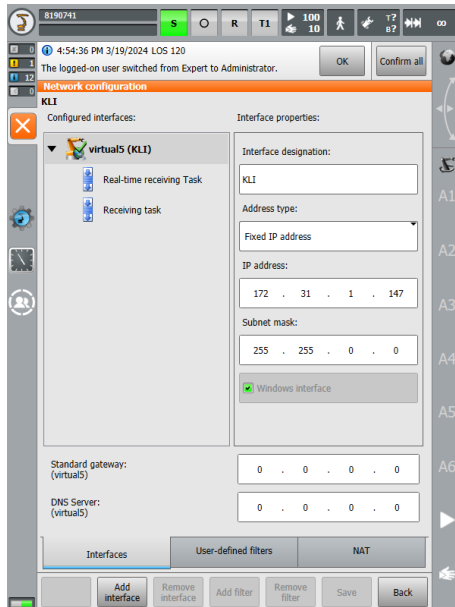 8190741
S
O
R
T1
100
10
T?
B?
∞
0
1
12
0
4:54:36 PM 3/19/2024 LOS 120
The logged-on user switched from Expert to Administrator.
OK
Confirm all
Network configuration
KLI
Configured interfaces:
virtual5 (KLI)
Real-time receiving Task
Receiving task
Interface properties:
Interface designation:
KLI
Address type:
Fixed IP address
IP address:
172 . 31 . 1 . 147
Subnet mask:
255 . 255 . 0 . 0
Windows interface
Standard gateway:
(virtual5)
0 . 0 . 0 . 0
DNS Server:
(virtual5)
0 . 0 . 0 . 0
Interfaces
User-defined filters
NAT
Add
interface
Remove
interface
Add filter
Remove
filter
Save
Back
A1
A2
A3
A4
A5
A6